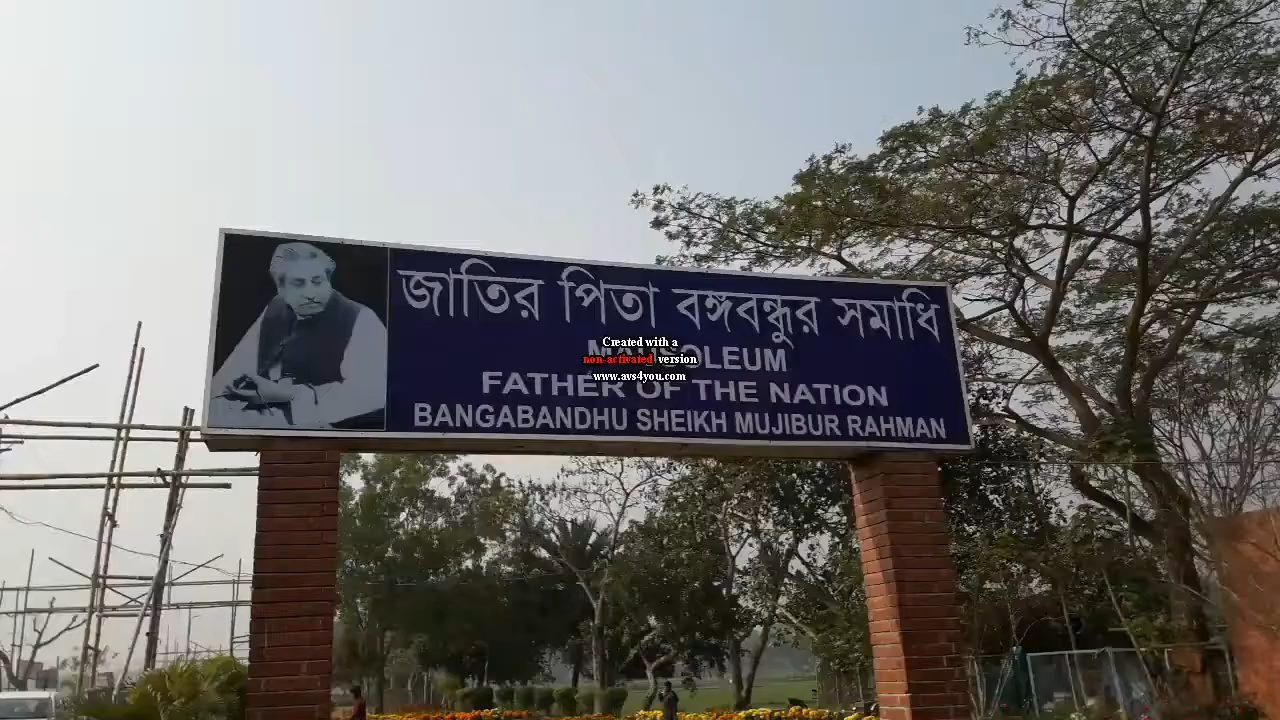 জাতির পিতা বঙ্গবন্ধুর সমাধি
MAUSOLEUM
FATHER OF THE NATION
BANGABANDHU SHEIKH MUJIBUR RAHMAN
Created with a
non-activated version
www.avs4you.com